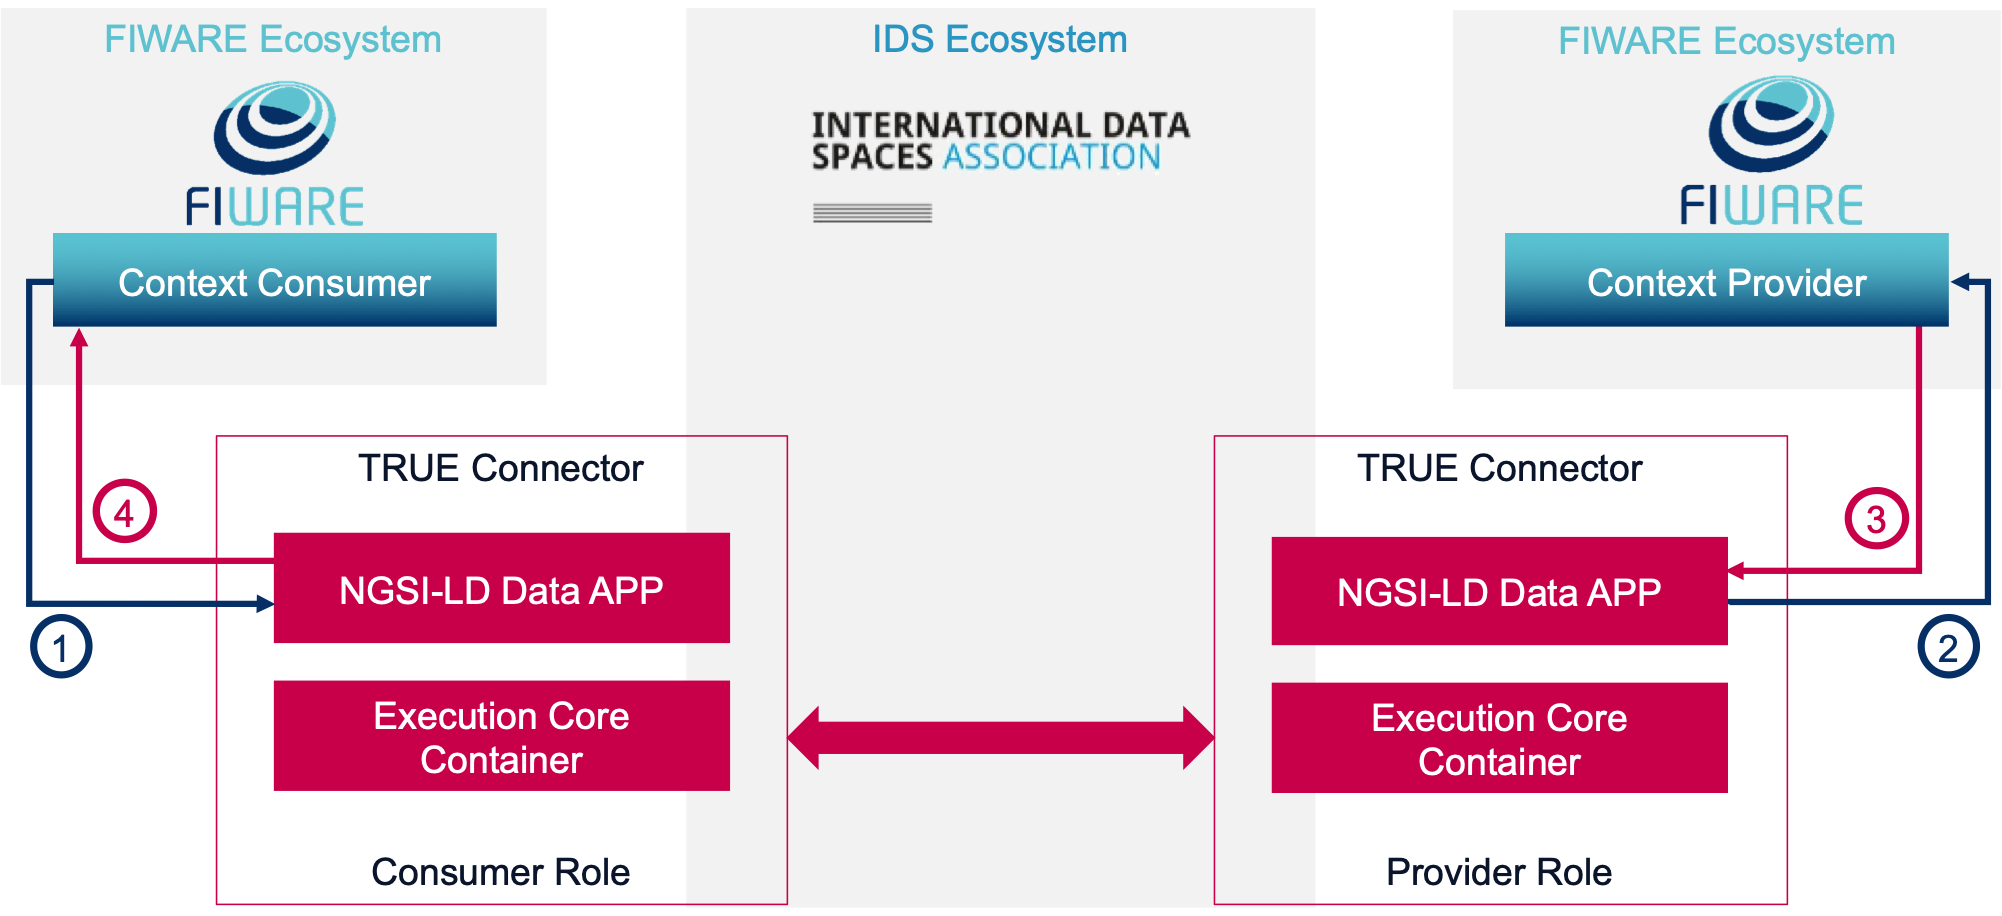 FIWARE Ecosystem
FIWARE
Context Consumer
IDS Ecosystem
INTERNATIONAL DATA
SPACES ASSOCIATION
FIWARE Ecosystem
FIWARE
Context Provider
TRUE Connector
NGSI-LD Data APP
Execution Core
Container
Consumer Role
TRUE Connector
NGSI-LD Data APP
Execution Core
Container
Provider Role
4
1
3
2